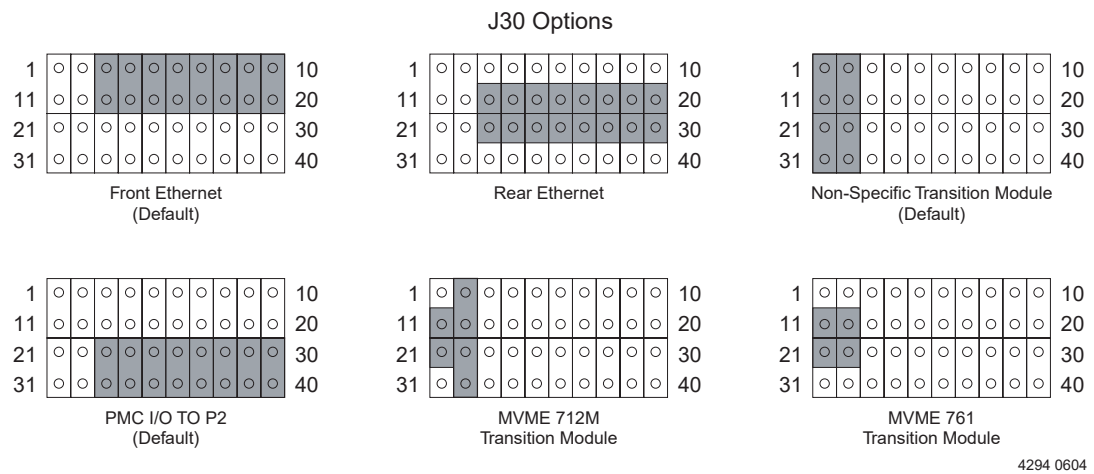 J30 Options
1 10 1 10 1 10
11 20 11 20 11 20
21 30 21 30 21 30
31 40 31 40 31 40
Front Ethernet
(Default)
Rear Ethernet
Non-Specific Transition Module
(Default)
1 10 1 10 1 10
11 20 11 20 11 20
21 30 21 30 21 30
31 40 31 40 31 40
PMC I/O TO P2
(Default)
MVME 712M
Transition Module
MVME 761
Transition Module
4294 0604